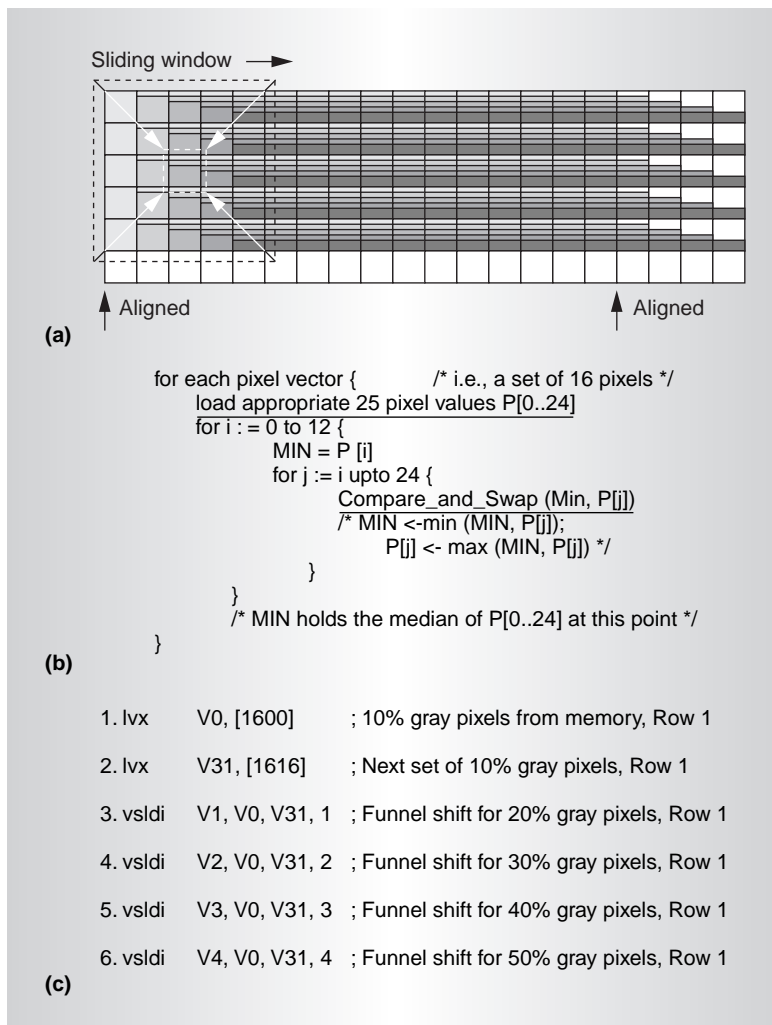 Sliding window
Aligned
Aligned
(a)
for each pixel vector { /* i.e., a set of 16 pixels */
load appropriate 25 pixel values P[0..24]
for i : = 0 to 12 {
MIN = P [i]
for j := i upto 24 {
Compare_and_Swap (Min, P[j])
/* MIN <-min (MIN, P[j]);
P[j] <- max (MIN, P[j]) */
}
}
/* MIN holds the median of P[0..24] at this point */
}
(b)
1. lvx V0, [1600] ; 10% gray pixels from memory, Row 1
2. lvx V31, [1616] ; Next set of 10% gray pixels, Row 1
3. vsldi V1, V0, V31, 1 ; Funnel shift for 20% gray pixels, Row 1
4. vsldi V2, V0, V31, 2 ; Funnel shift for 30% gray pixels, Row 1
5. vsldi V3, V0, V31, 3 ; Funnel shift for 40% gray pixels, Row 1
6. vsldi V4, V0, V31, 4 ; Funnel shift for 50% gray pixels, Row 1
(c)